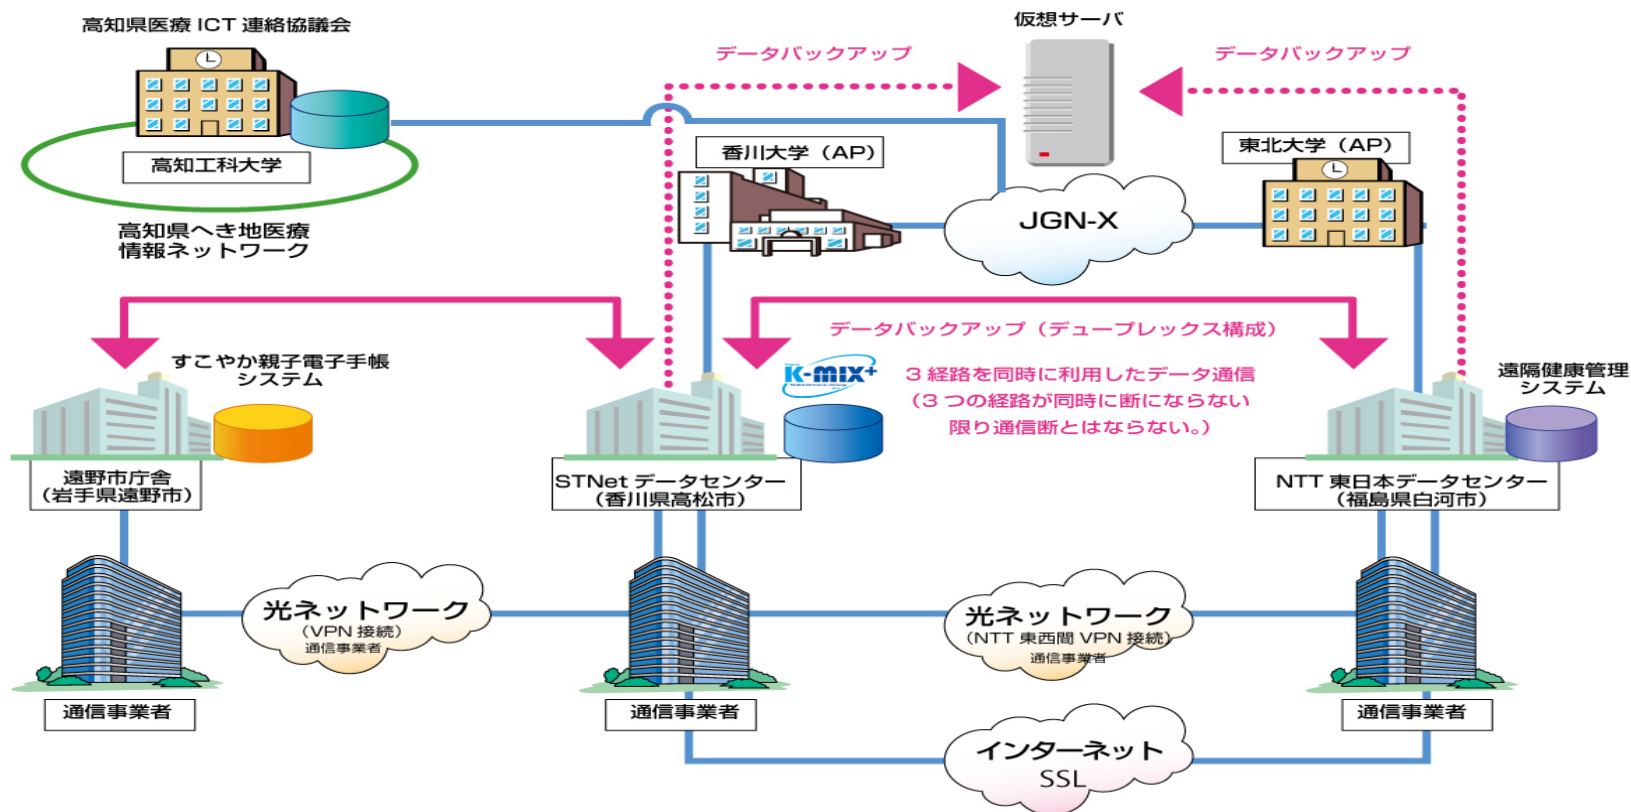 高知県医療 ICT 連絡協議会
仮想サーバ
データバックアップ
データバックアップ
香川大学（AP）
東北大学（AP）
高知工科大学
JGN-X
高知県へき地医療
情報ネットワーク
データバックアップ（デュープレックス構成）
すこやか親子電子手帳
システム
K-MIX+
3 経路を同時に利用したデータ通信
（3 つの経路が同時に断にならない
限り通信断とはならない。）
遠隔健康管理
システム
遠野市庁舎
（岩手県遠野市）
STNet データセンター
（香川県高松市）
NTT 東日本データセンター
（福島県白河市）
光ネットワーク
（VPN 接続）
通信事業者
光ネットワーク
（NTT 東西間 VPN 接続）
通信事業者
通信事業者
通信事業者
通信事業者
インターネット
SSL